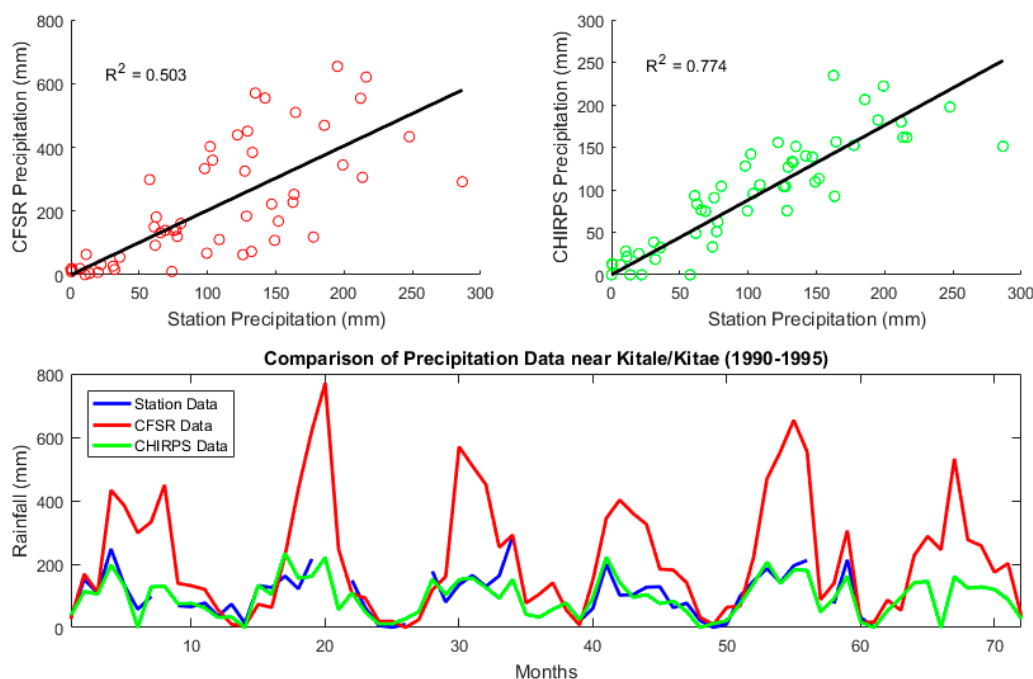 800
600
400
200
0
CFSR Precipitation (mm)
R² = 0.503
0 50 100 150 200 250 300
Station Precipitation (mm)
300
250
200
150
100
50
0
CHIRPS Precipitation (mm)
R² = 0.774
0 50 100 150 200 250 300
Station Precipitation (mm)
Comparison of Precipitation Data near Kitale/Kitae (1990-1995)
800
600
400
200
0
Rainfall (mm)
Station Data
CFSR Data
CHIRPS Data
10 20 30 40 50 60 70
Months